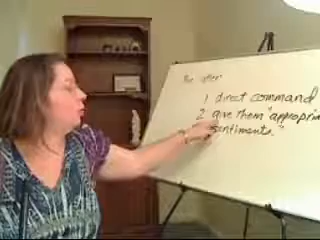 The letter:
1 direct command
2 give them "appropri
sentiments"